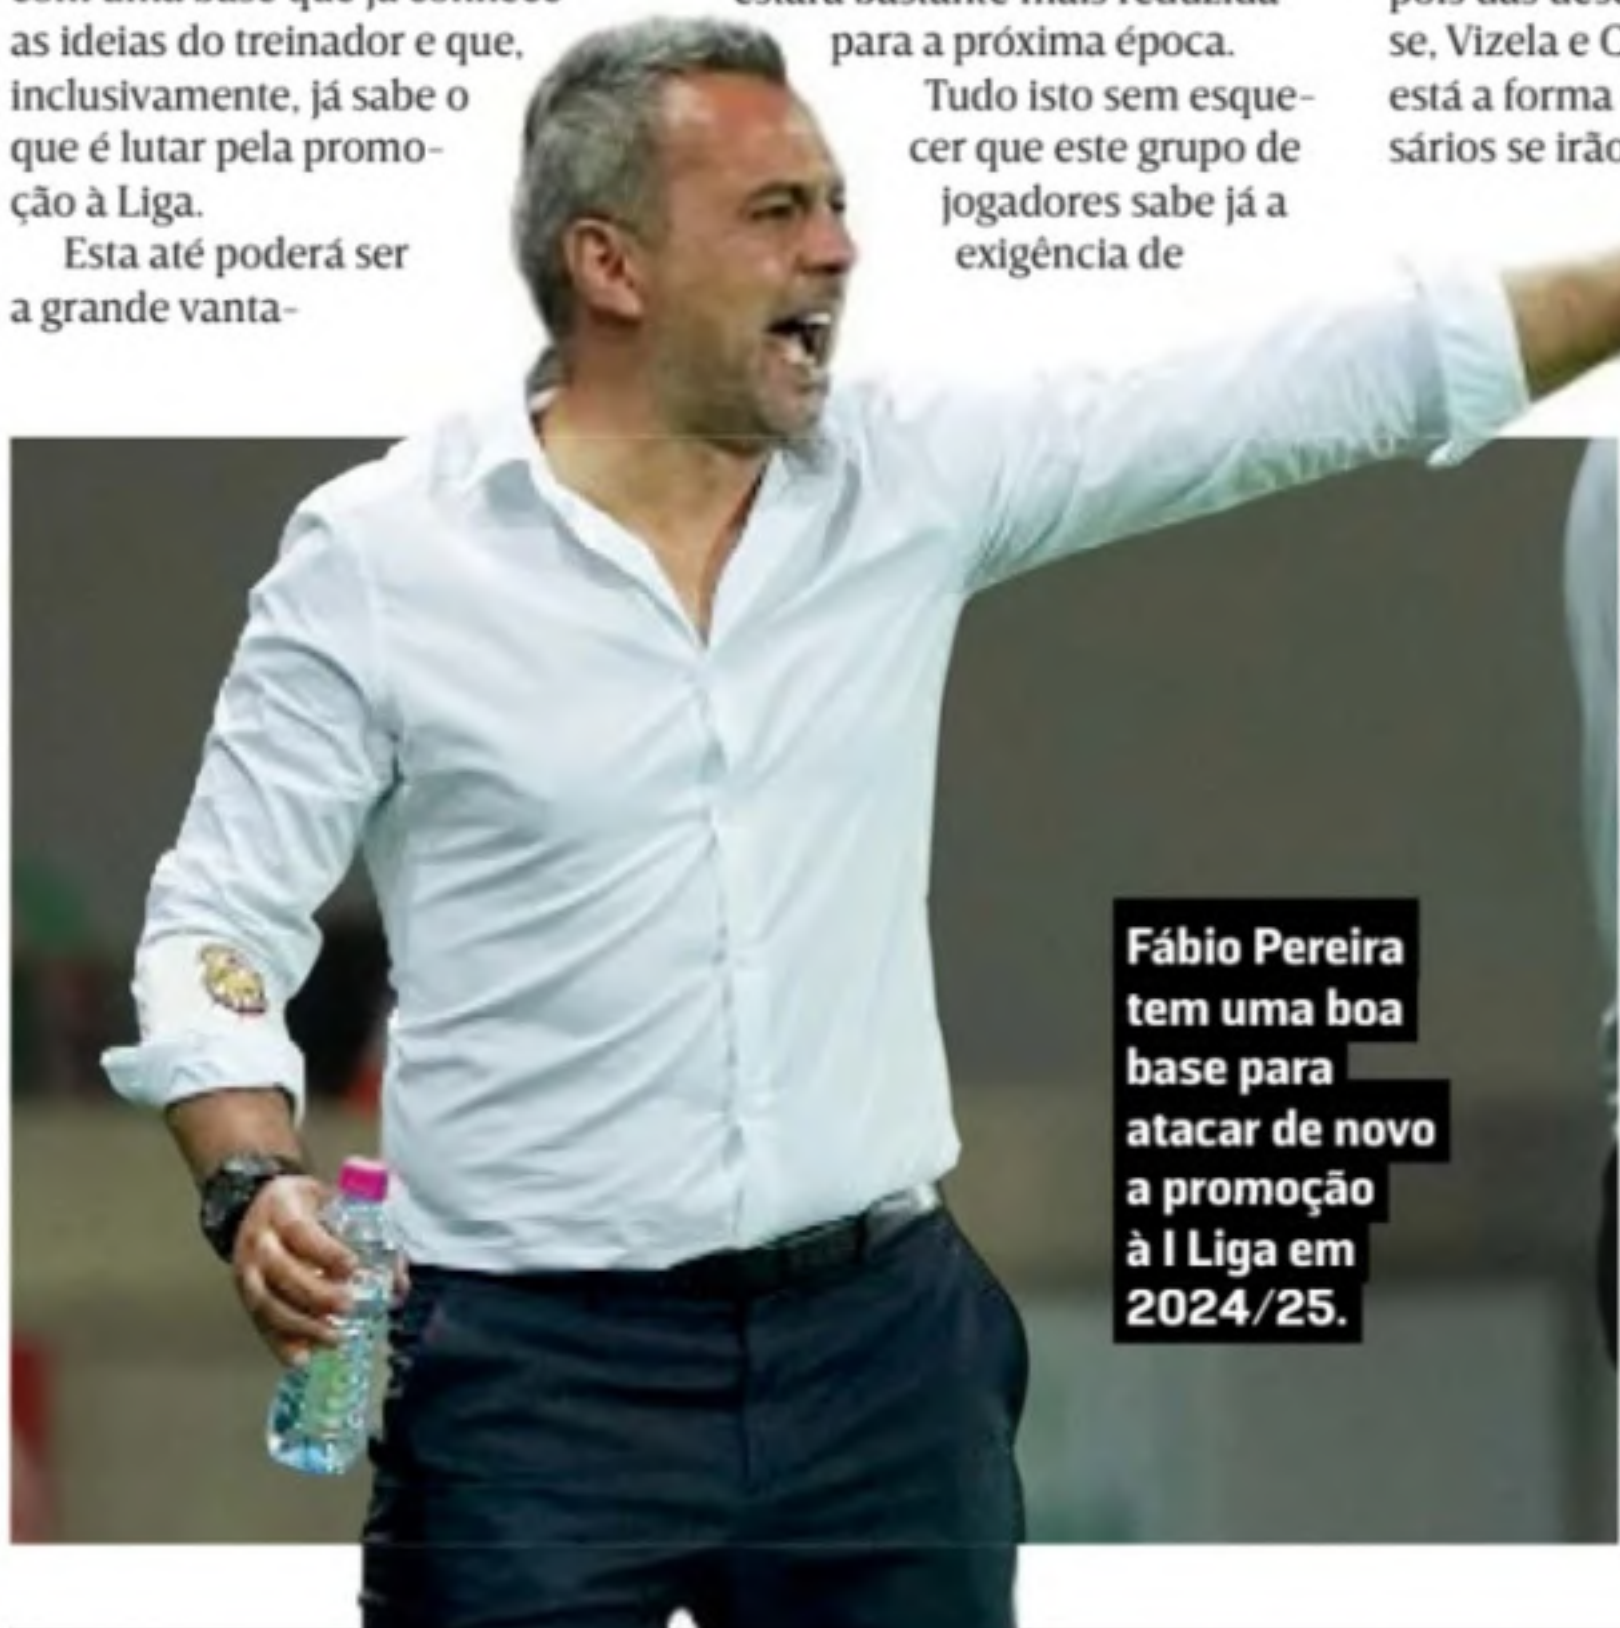 as ideias do treinador e que,
inclusivamente, já sabe o
que é lutar pela promo-
ção à Liga.
Esta até poderá ser
a grande vanta-
para a próxima época.
Tudo isto sem esque-
cer que este grupo de
jogadores sabe já a
exigência de
se, Vizela e
está a forma
sários se irão
Fábio Pereira
tem uma boa
base para
atacar de novo
a promoção
à I Liga em
2024/25.